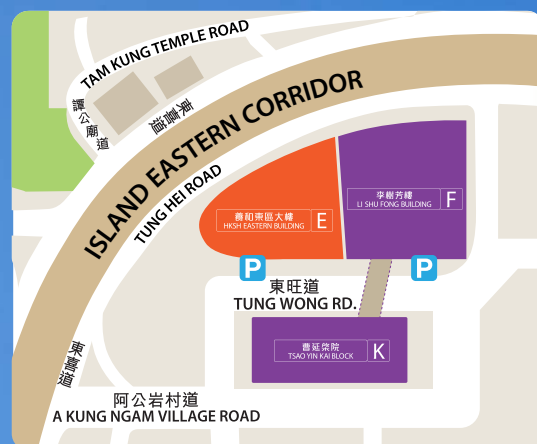 TAM KUNG TEMPLE ROAD
譚公廟道
東喜道
ISLAND EASTERN CORRIDOR
TUNG HEI ROAD
李樹芳樓
LI SHU FONG BUILDING
F
養和東區大樓
HKSH EASTERN BUILDING
E
P
P
東旺道
TUNG WONG RD.
曹延棨院
TSAO YIN KAI BLOCK
K
東喜道
阿公岩村道
A KUNG NGAM VILLAGE ROAD